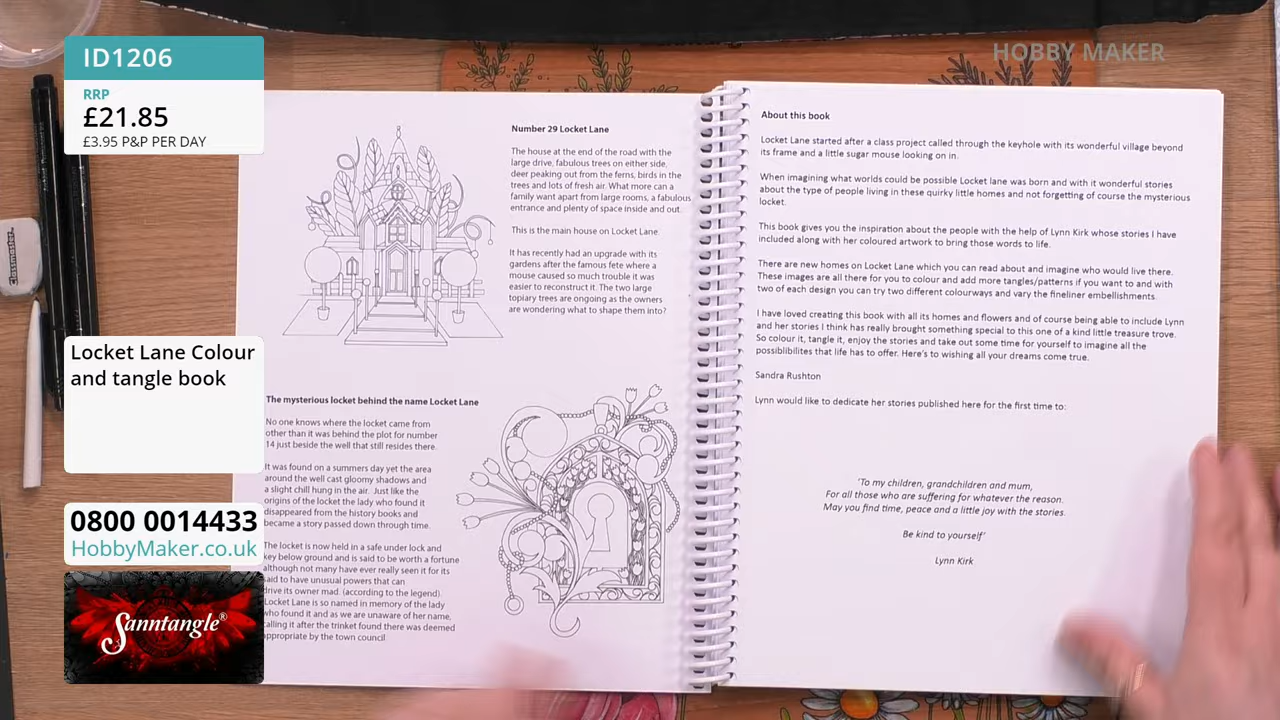 HOBBY MAKER
ID1206
RRP
£21.85
£3.95 P&P PER DAY
Classmaster
Locket Lane Colour
and tangle book
0800 0014433
HobbyMaker.co.uk
Sanntangle®
Number 29 Locket Lane
The house at the end of the road with the
large drive, fabulous trees on either side,
deer peaking out from the ferns, birds in the
trees and lots of fresh air. What more can a
family want apart from large rooms, a fabulous
entrance and plenty of space inside and out.
This is the main house on Locket Lane.
It has recently had an upgrade with its
gardens after the famous fete where a
mouse caused so much trouble it was
easier to reconstruct it. The two large
topiary trees are ongoing as the owners
are wondering what to shape them into?
The mysterious locket behind the name Locket Lane
No one knows where the locket came from
other than it was behind the plot for number
14 just beside the well that still resides there.
It was found on a summers day yet the area
around the well cast gloomy shadows and
a slight chill hung in the air. Just like the
origins of the locket the lady who found it
disappeared from the history books and
became a story passed down through time.
The locket is now held in a safe under lock and
key below ground and is said to be worth a fortune
although not many have ever really seen it for its
said to have unusual powers that can
drive its owner mad. (according to the legend)
Locket Lane is so named in memory of the lady
who found it and as we are unaware of her name,
calling it after the trinket found there was deemed
appropriate by the town council
About this book
Locket Lane started after a class project called through the keyhole with its wonderful village beyond
its frame and a little sugar mouse looking on in.
When imagining what worlds could be possible Locket lane was born and with it wonderful stories
about the type of people living in these quirky little homes and not forgetting of course the mysterious
locket.
This book gives you the inspiration about the people with the help of Lynn Kirk whose stories I have
included along with her coloured artwork to bring those words to life.
There are new homes on Locket Lane which you can read about and imagine who would live there.
These images are all there for you to colour and add more tangles/patterns if you want to and with
two of each design you can try two different colourways and vary the fineliner embellishments.
I have loved creating this book with all its homes and flowers and of course being able to include Lynn
and her stories I think has really brought something special to this one of a kind little treasure trove.
So colour it, tangle it, enjoy the stories and take out some time for yourself to imagine all the
possiblibilites that life has to offer. Here's to wishing all your dreams come true.
Sandra Rushton
Lynn would like to dedicate her stories published here for the first time to:
'To my children, grandchildren and mum,
For all those who are suffering for whatever the reason.
May you find time, peace and a little joy with the stories.
Be kind to yourself'
Lynn Kirk